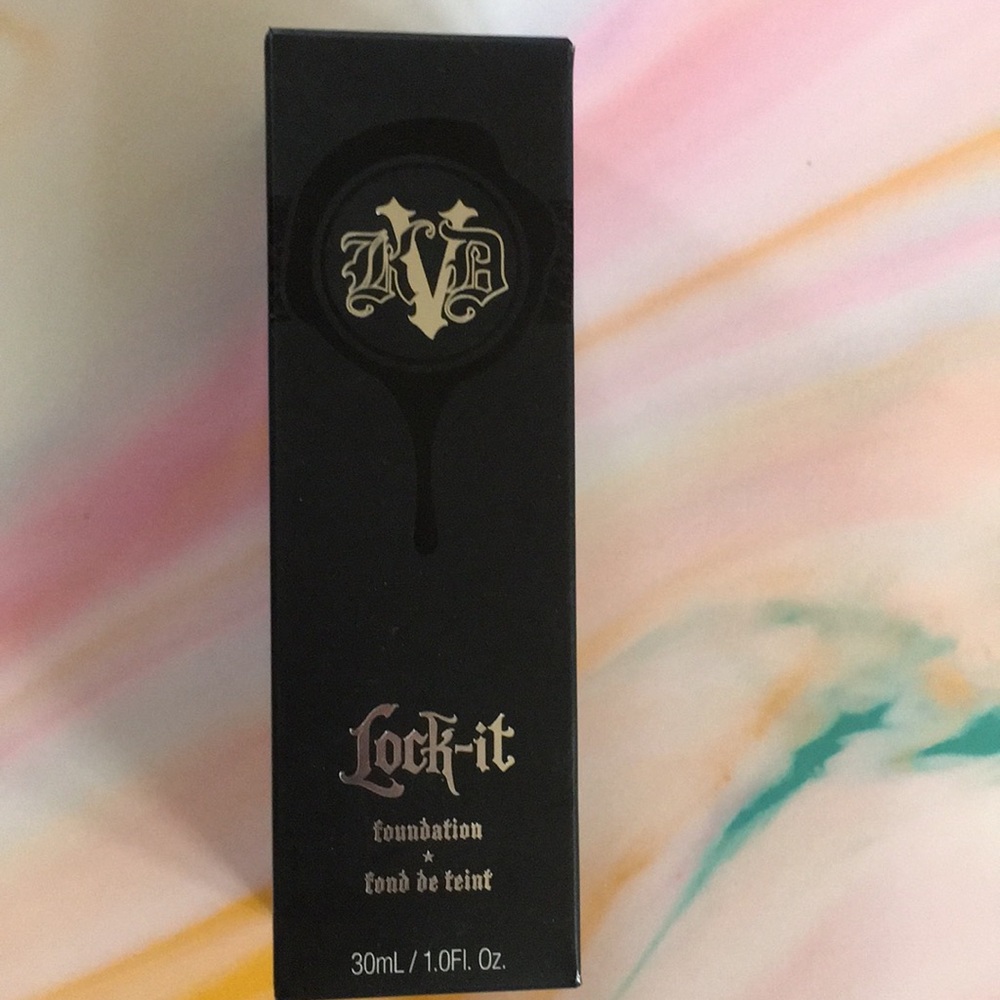 KVD
Lock-it
foundation
fond de teint
30mL / 1.0Fl. Oz.